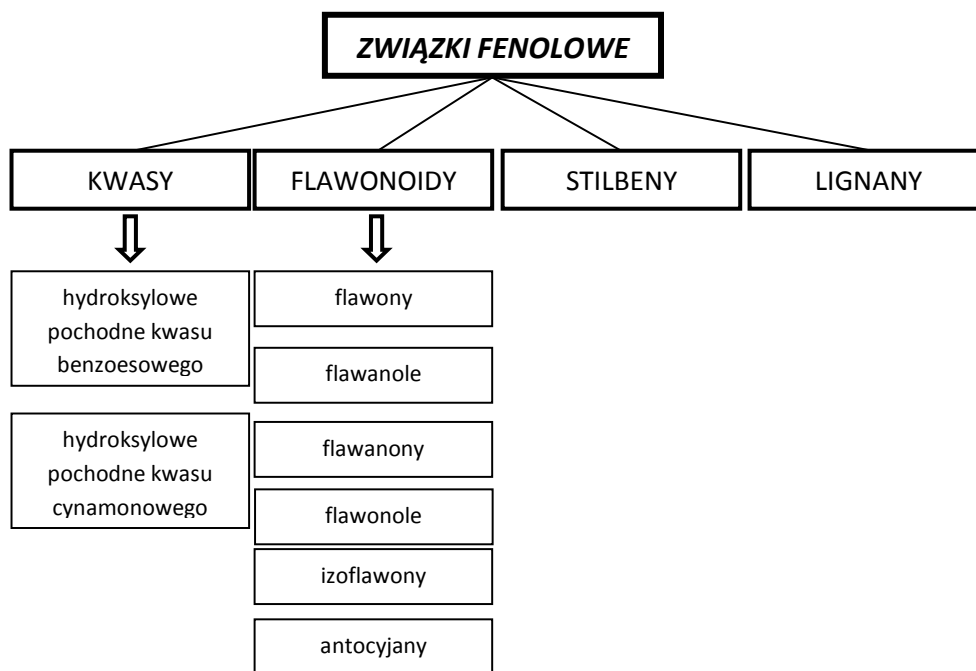 ZWIĄZKI FENOLOWE
KWASY
FLAWONOIDY
STILBENY
LIGNANY
hydroksylowe
pochodne kwasu
benzoesowego
hydroksylowe
pochodne kwasu
cynamonowego
flawony
flawanole
flawanony
flawonole
izoflawony
antocyjany